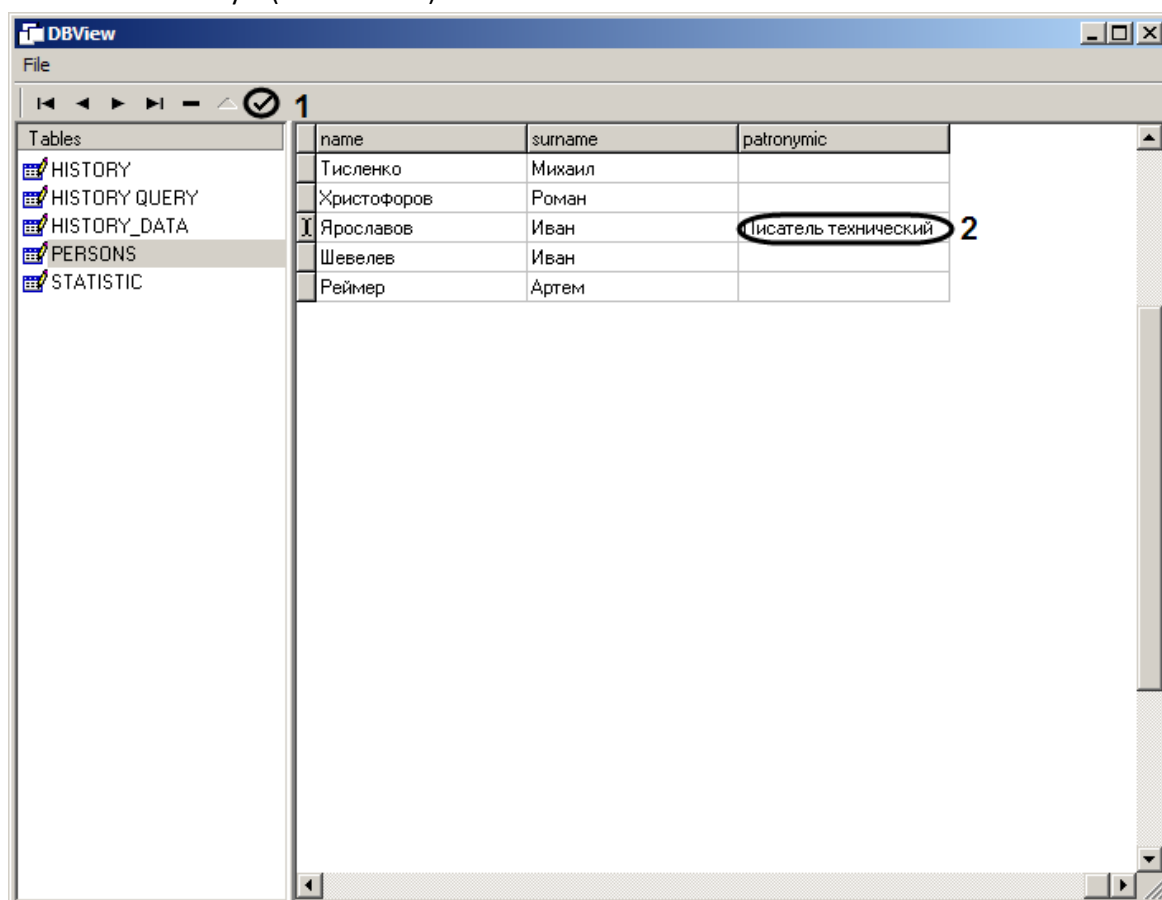 DBView
File
1
Tables
HISTORY
HISTORY QUERY
HISTORY_DATA
PERSONS
STATISTIC
name surname patronymic
Тисленко Михаил
Христофоров Роман
Ярославов Иван Писатель технический 2
Шевелев Иван
Реймер Артем